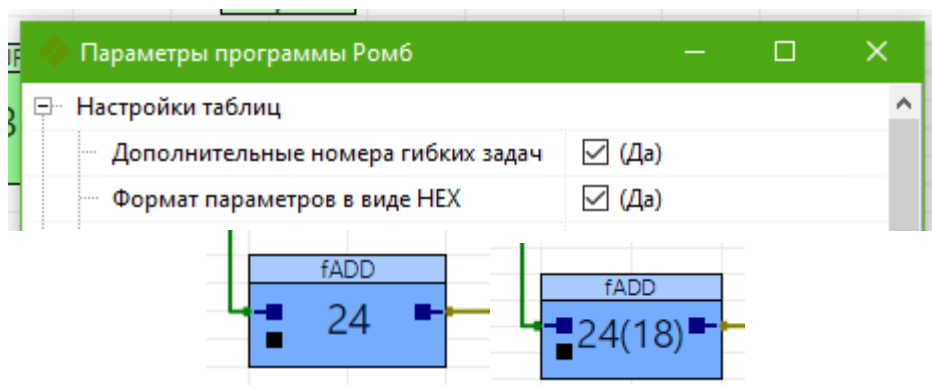 Параметры программы Ромб
Настройки таблиц
Дополнительные номера гибких задач (Да)
Формат параметров в виде HEX (Да)
fADD
24
fADD
24(18)